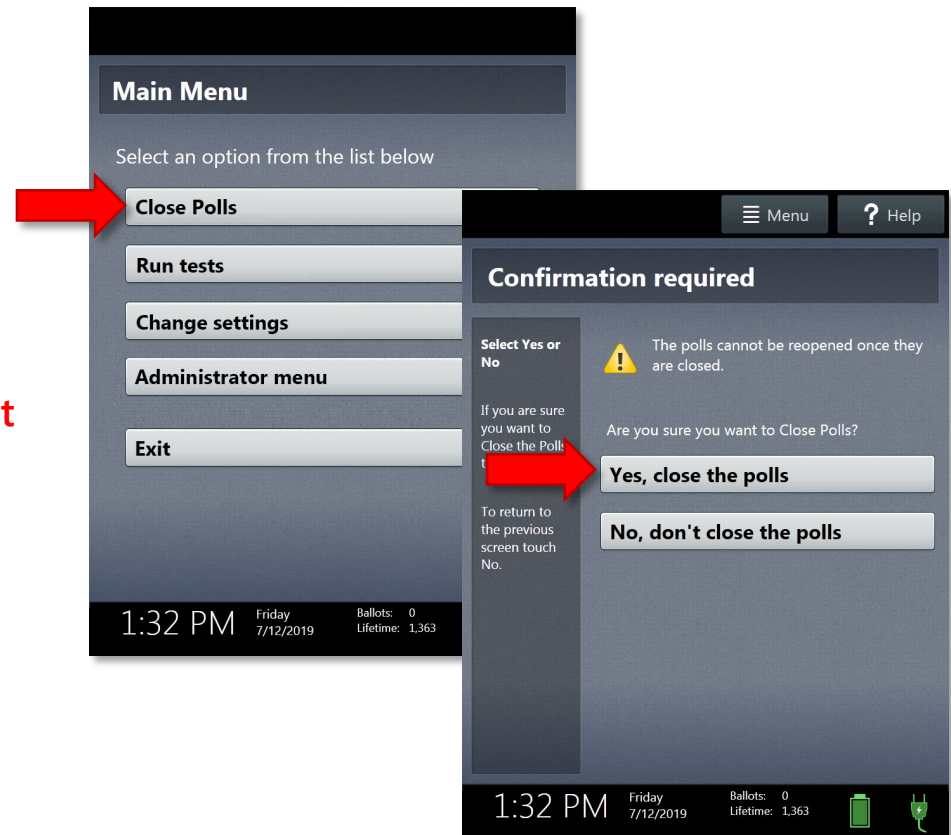 Main Menu
Select an option from the list below
Close Polls
Run tests
Change settings
Administrator menu
t
Exit
1:32 PM
Friday
7/12/2019
Ballots: 0
Lifetime: 1,363
Menu
? Help
Confirmation required
Select Yes or
No
If you are sure
you want to
Close the Polls
To return to
the previous
screen touch
No.
The polls cannot be reopened once they
are closed.
Are you sure you want to Close Polls?
Yes, close the polls
No, don't close the polls
1:32 PM
Friday
7/12/2019
Ballots: 0
Lifetime: 1,363